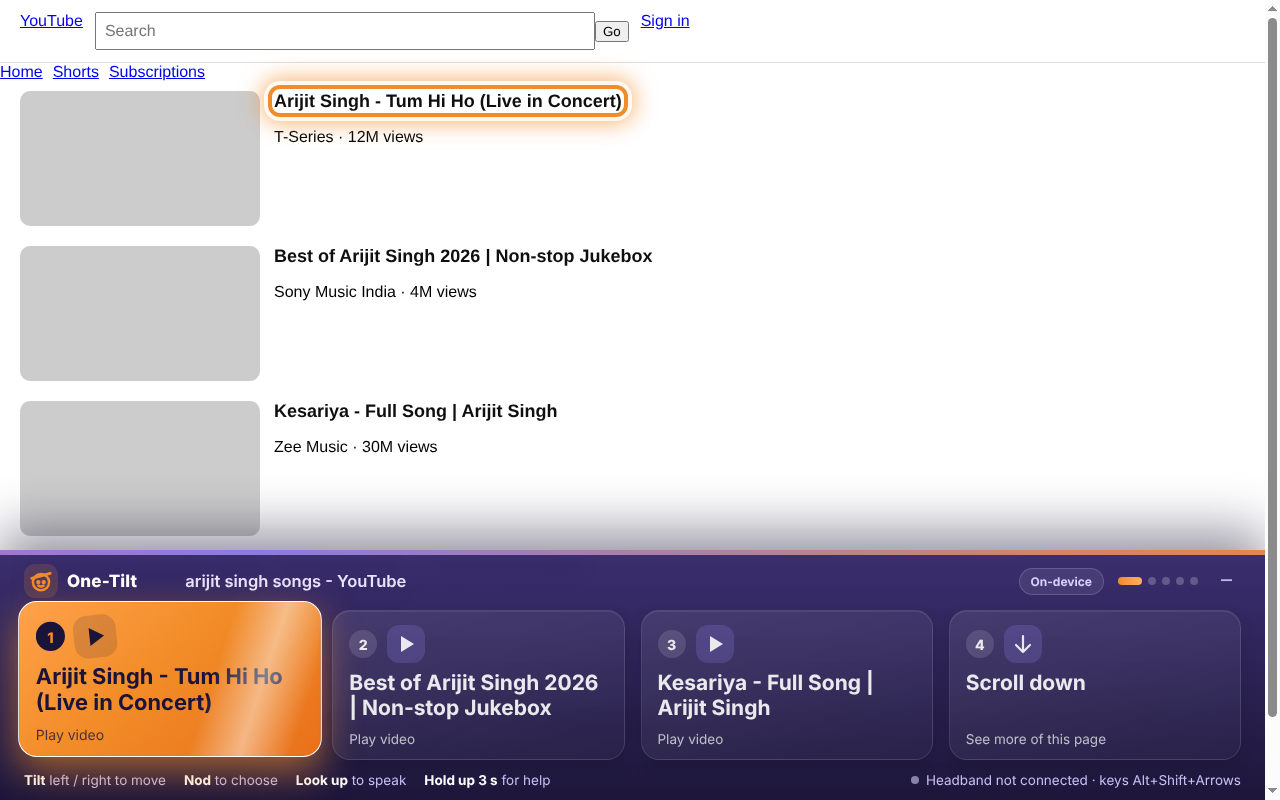 YouTube Search Go Sign in
Home Shorts Subscriptions
Arijit Singh - Tum Hi Ho (Live in Concert)
T-Series · 12M views
Best of Arijit Singh 2026 | Non-stop Jukebox
Sony Music India · 4M views
Kesariya - Full Song | Arijit Singh
Zee Music · 30M views
One-Tilt arijit singh songs - YouTube On-device
1
Arijit Singh - Tum Hi Ho
(Live in Concert)
Play video
2
Best of Arijit Singh 2026
| Non-stop Jukebox
Play video
3
Kesariya - Full Song |
Arijit Singh
Play video
4
Scroll down
See more of this page
Tilt left / right to move Nod to choose Look up to speak Hold up 3 s for help
Headband not connected · keys Alt+Shift+Arrows